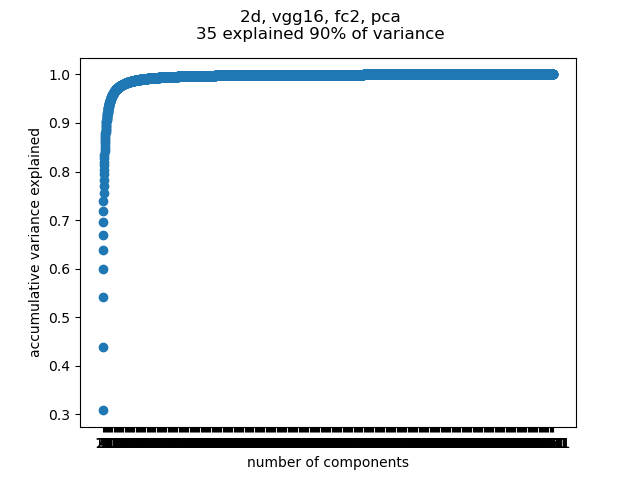 2d, vgg16, fc2, pca
35 explained 90% of variance
1.0
0.9
0.8
0.7
0.6
0.5
0.4
0.3
accumulative variance explained
number of components